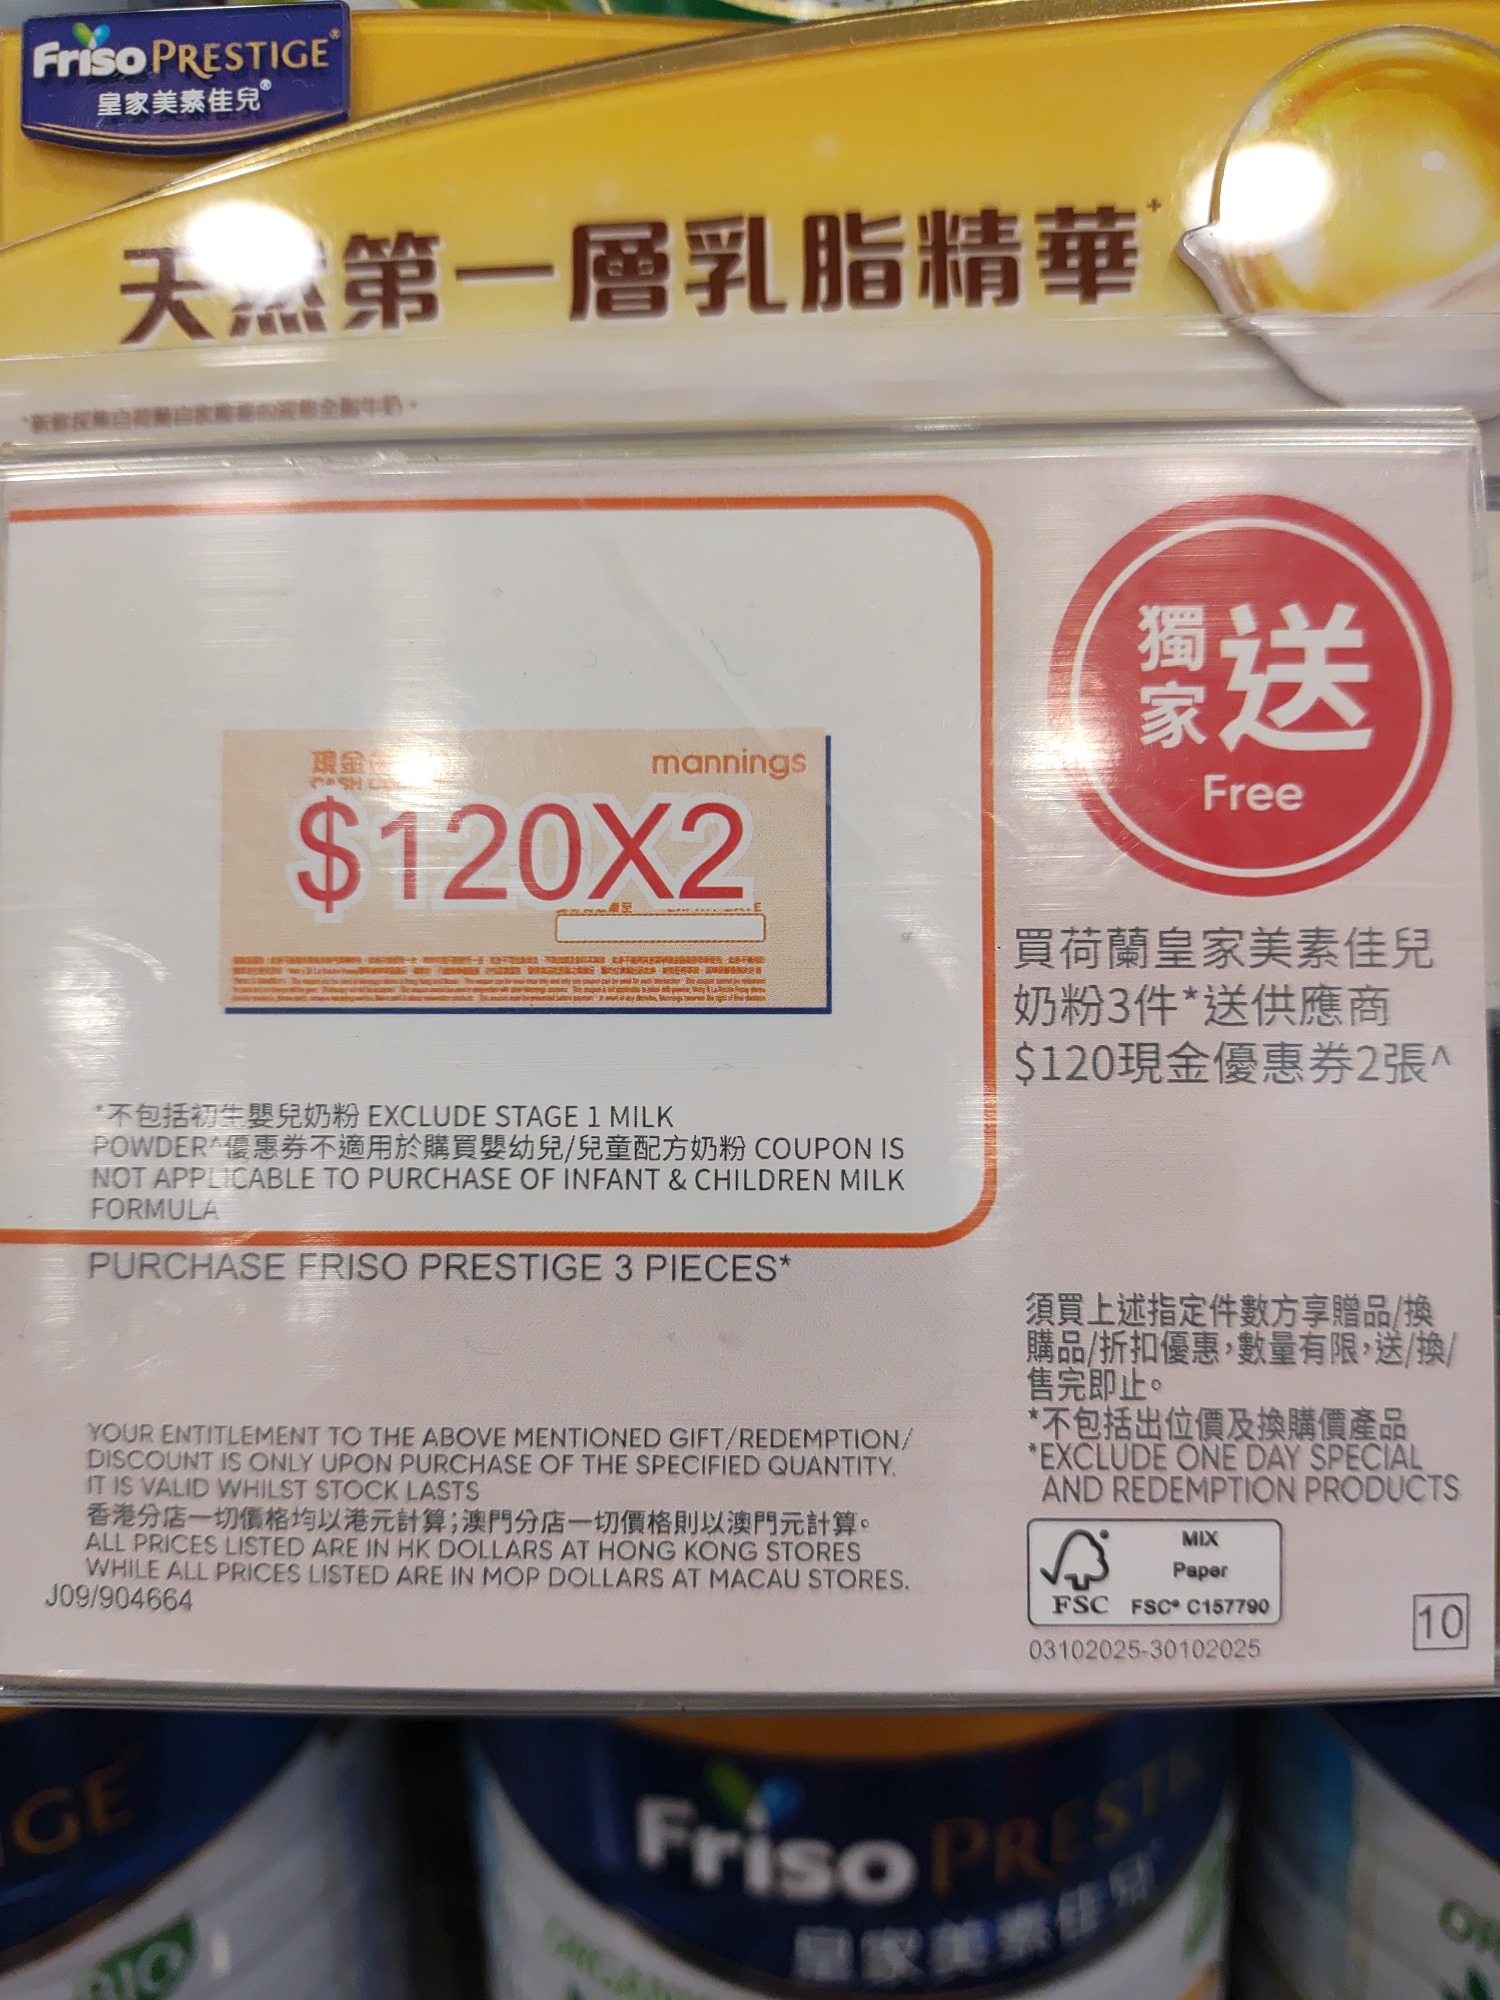 Friso PRESTIGE®
皇家美素佳兒®
天然第一層乳脂精華+
mannings
$120X2
獨家送
Free
買荷蘭皇家美素佳兒
奶粉3件*送供應商
$120現金優惠券2張^
*不包括初生嬰兒奶粉 EXCLUDE STAGE 1 MILK
POWDER^優惠券不適用於購買嬰幼兒/兒童配方奶粉 COUPON IS
NOT APPLICABLE TO PURCHASE OF INFANT & CHILDREN MILK
FORMULA
PURCHASE FRISO PRESTIGE 3 PIECES*
須買上述指定件數方享贈品/換
購品/折扣優惠,數量有限,送/換/
售完即止。
*不包括出位價及換購價產品
*EXCLUDE ONE DAY SPECIAL
AND REDEMPTION PRODUCTS
YOUR ENTITLEMENT TO THE ABOVE MENTIONED GIFT/REDEMPTION/
DISCOUNT IS ONLY UPON PURCHASE OF THE SPECIFIED QUANTITY.
IT IS VALID WHILST STOCK LASTS
香港分店一切價格均以港元計算;澳門分店一切價格則以澳門元計算。
ALL PRICES LISTED ARE IN HK DOLLARS AT HONG KONG STORES
WHILE ALL PRICES LISTED ARE IN MOP DOLLARS AT MACAU STORES.
J09/904664
MIX
Paper
FSC FSC® C157790
03102025-30102025
10
GE
Friso PREST
皇家美素佳兒